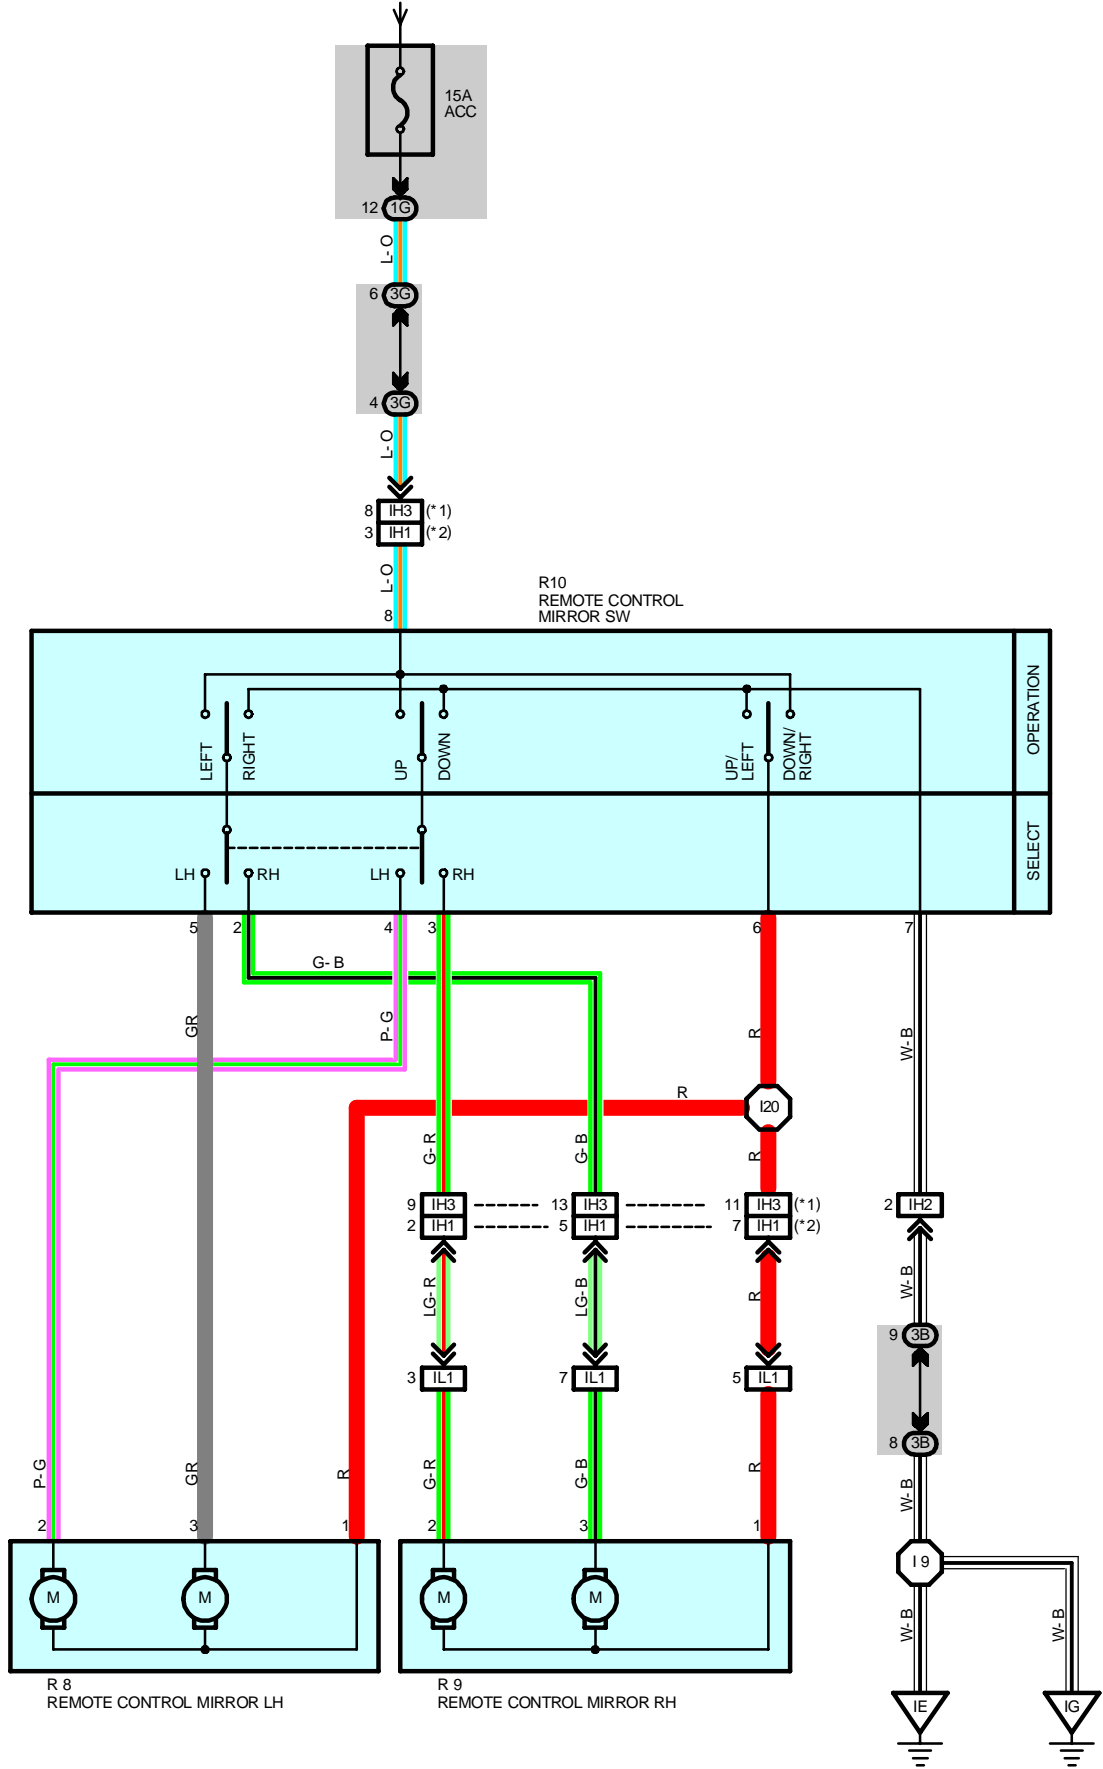 15A
ACC
12 1G
L-O
6 3G
4 3G
L-O
8 IH3 (*1)
3 IH1 (*2)
L-O
R10
REMOTE CONTROL
MIRROR SW
8
LEFT
RIGHT
UP
DOWN
UP/
LEFT
DOWN/
RIGHT
OPERATION
LH
RH
LH
RH
SELECT
5
2
4
3
6
7
G-B
GR
P-G
R
W-B
R
I20
G-R
G-B
R
9 IH3
13 IH3
11 IH3 (*1)
2 IH2
2 IH1
5 IH1
7 IH1 (*2)
LG-R
LG-B
R
W-B
9 3B
3 IL1
7 IL1
5 IL1
8 3B
P-G
GR
R
G-R
G-B
R
W-B
2
3
1
2
3
1
I9
M
M
M
M
W-B
W-B
R 8
REMOTE CONTROL MIRROR LH
R 9
REMOTE CONTROL MIRROR RH
IE
IG